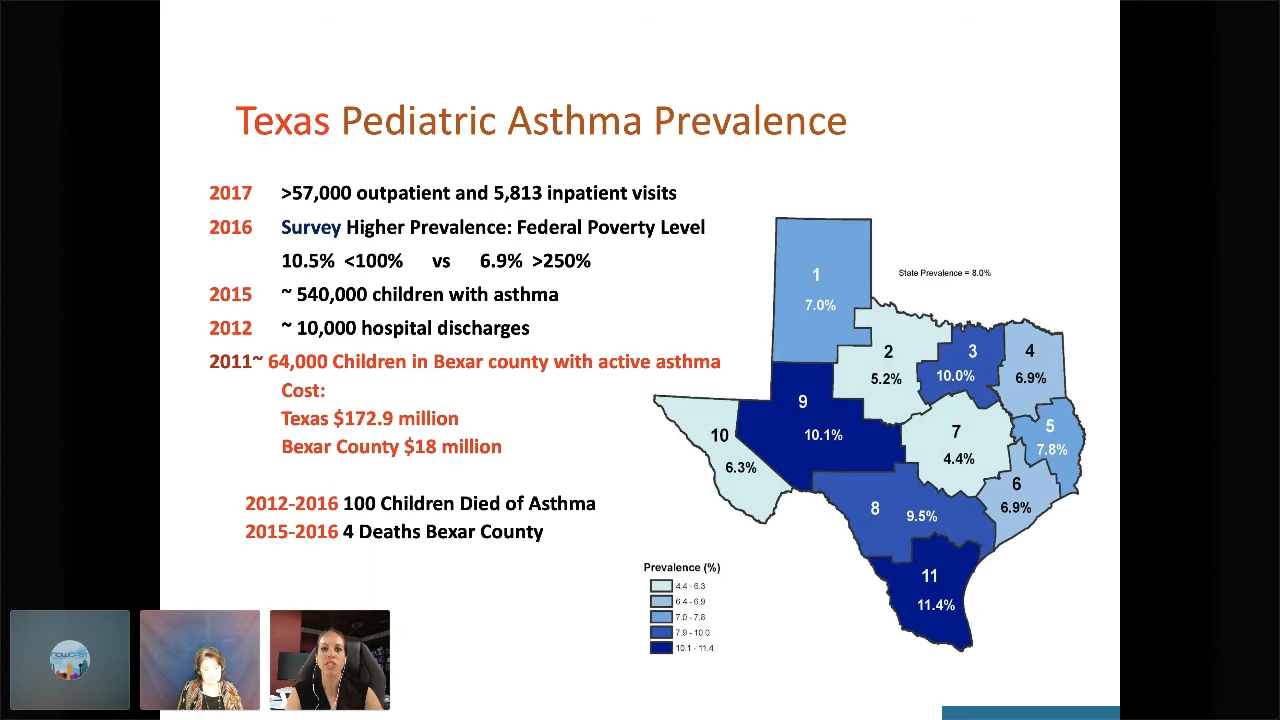 Texas Pediatric Asthma Prevalence
2017 >57,000 outpatient and 5,813 inpatient visits
2016 Survey Higher Prevalence: Federal Poverty Level
10.5% <100% vs 6.9% >250%
2015 ~ 540,000 children with asthma
2012 ~ 10,000 hospital discharges
2011~ 64,000 Children in Bexar county with active asthma
Cost:
Texas $172.9 million
Bexar County $18 million
2012-2016 100 Children Died of Asthma
2015-2016 4 Deaths Bexar County
State Prevalence = 8.0%
1
7.0%
2
5.2%
3
10.0%
4
6.9%
5
7.8%
6
6.9%
7
4.4%
8
9.5%
9
10.1%
10
6.3%
11
11.4%
Prevalence (%)
4.4 - 6.3
6.4 - 6.9
7.0 - 7.8
7.9 - 10.0
10.1 - 11.4
NOWCAST